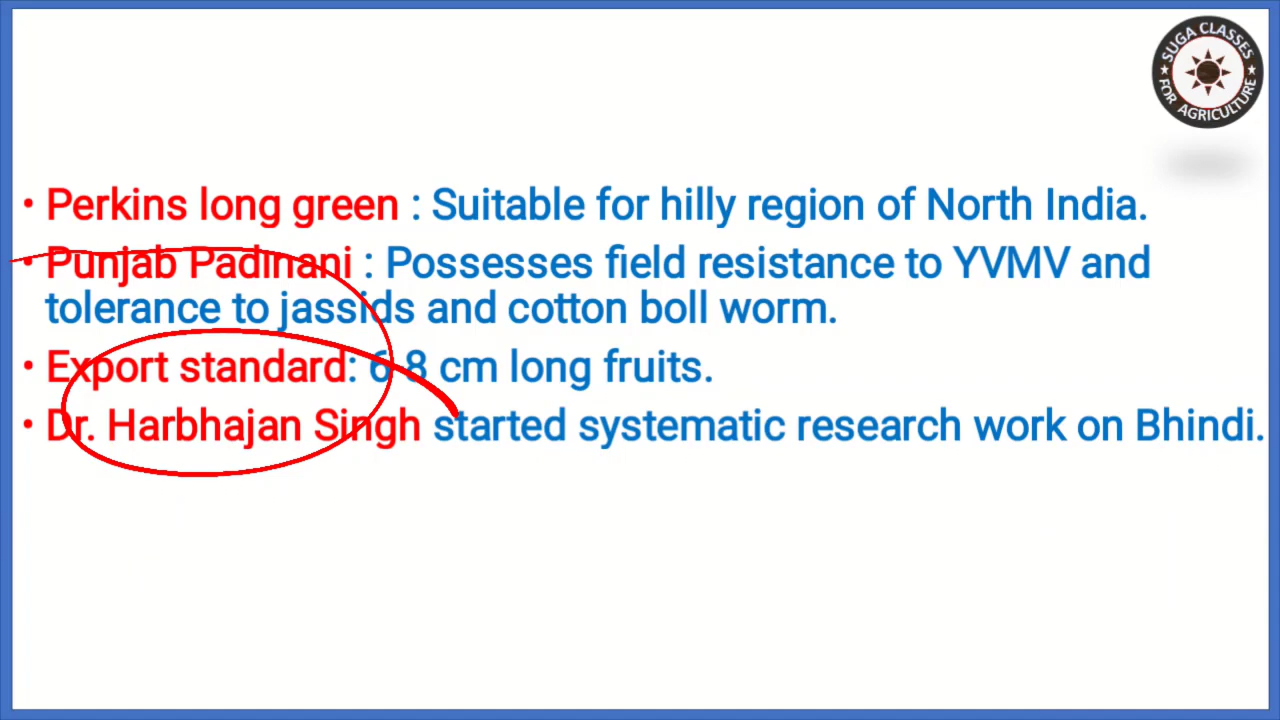 SUGA CLASSES
FOR AGRICULTURE
• Perkins long green : Suitable for hilly region of North India.
• Punjab Padmani : Possesses field resistance to YVMV and
tolerance to jassids and cotton boll worm.
• Export standard: 6-8 cm long fruits.
• Dr. Harbhajan Singh started systematic research work on Bhindi.